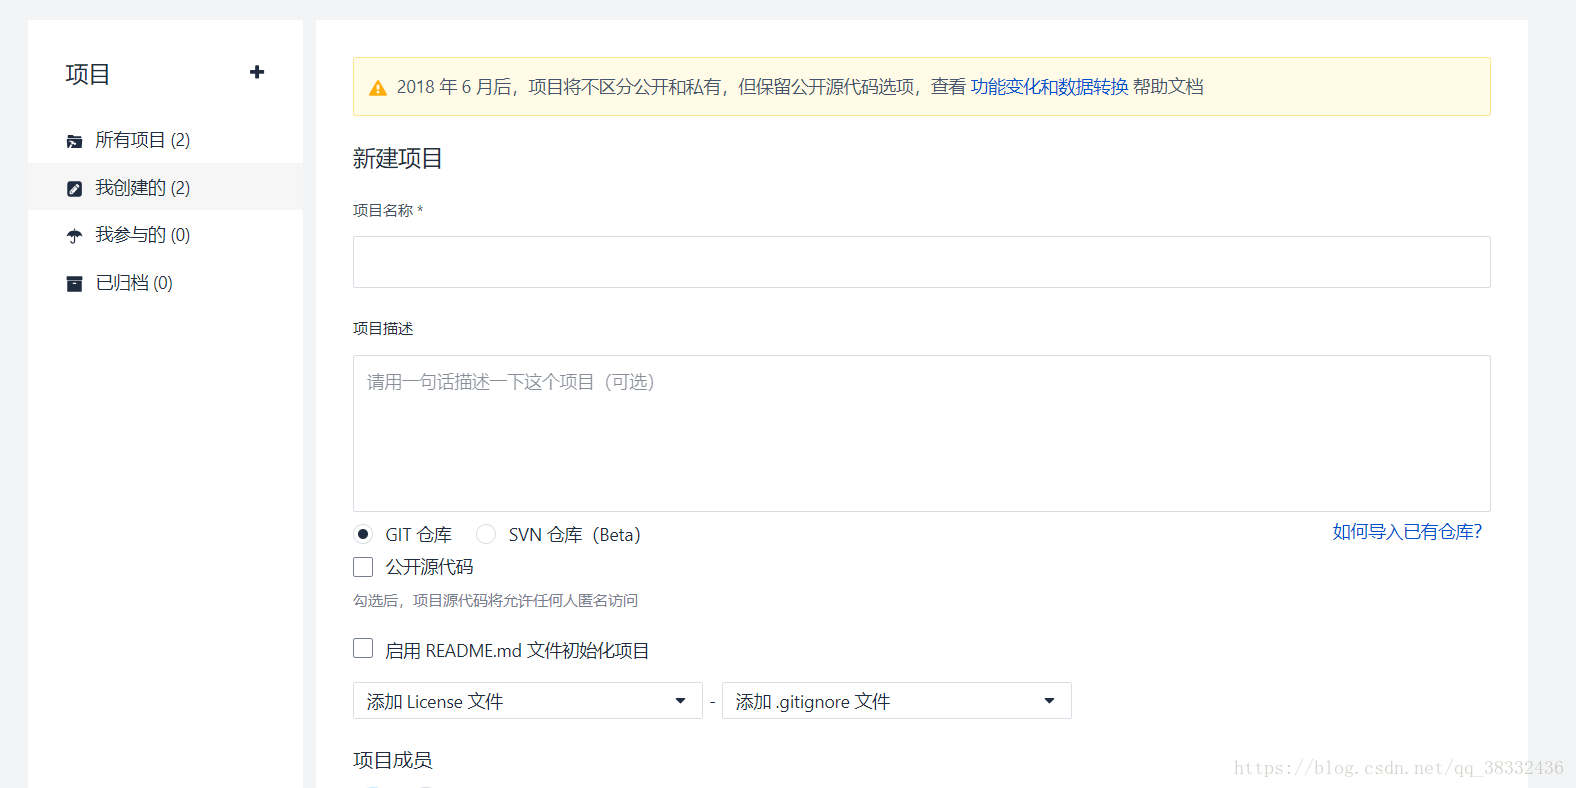 项目
所有项目 (2)
我创建的 (2)
我参与的 (0)
已归档 (0)
2018 年 6 月后，项目将不区分公开和私有，但保留公开源代码选项，查看 功能变化和数据转换 帮助文档
新建项目
项目名称 *
项目描述
请用一句话描述一下这个项目（可选）
GIT 仓库 SVN 仓库（Beta） 如何导入已有仓库?
公开源代码
勾选后，项目源代码将允许任何人匿名访问
启用 README.md 文件初始化项目
添加 License 文件 - 添加 .gitignore 文件
项目成员
https://blog.csdn.net/qq_38332436